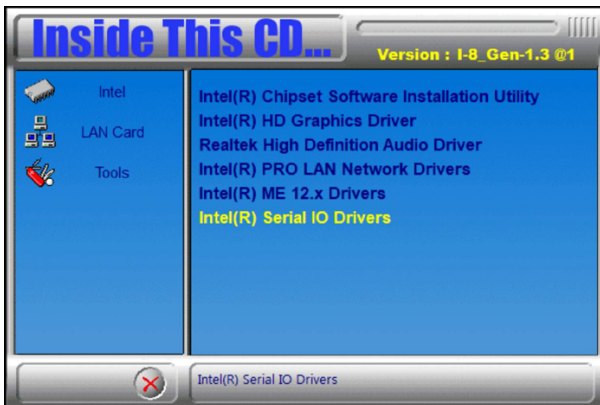 Inside This CD...
Version : I-8_Gen-1.3 @1
Intel
LAN Card
Tools
Intel(R) Chipset Software Installation Utility
Intel(R) HD Graphics Driver
Realtek High Definition Audio Driver
Intel(R) PRO LAN Network Drivers
Intel(R) ME 12.x Drivers
Intel(R) Serial IO Drivers
Intel(R) Serial IO Drivers